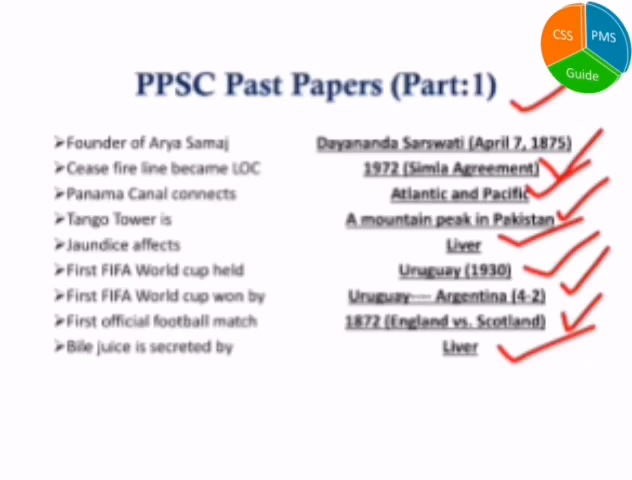 CSS PMS
Guide
PPSC Past Papers (Part:1)
➢Founder of Arya Samaj Dayananda Sarswati (April 7, 1875)
➢Cease fire line became LOC 1972 (Simla Agreement)
➢Panama Canal connects Atlantic and Pacific
➢Tango Tower is A mountain peak in Pakistan
➢Jaundice affects Liver
➢First FIFA World cup held Uruguay (1930)
➢First FIFA World cup won by Uruguay---- Argentina (4-2)
➢First official football match 1872 (England vs. Scotland)
➢Bile juice is secreted by Liver